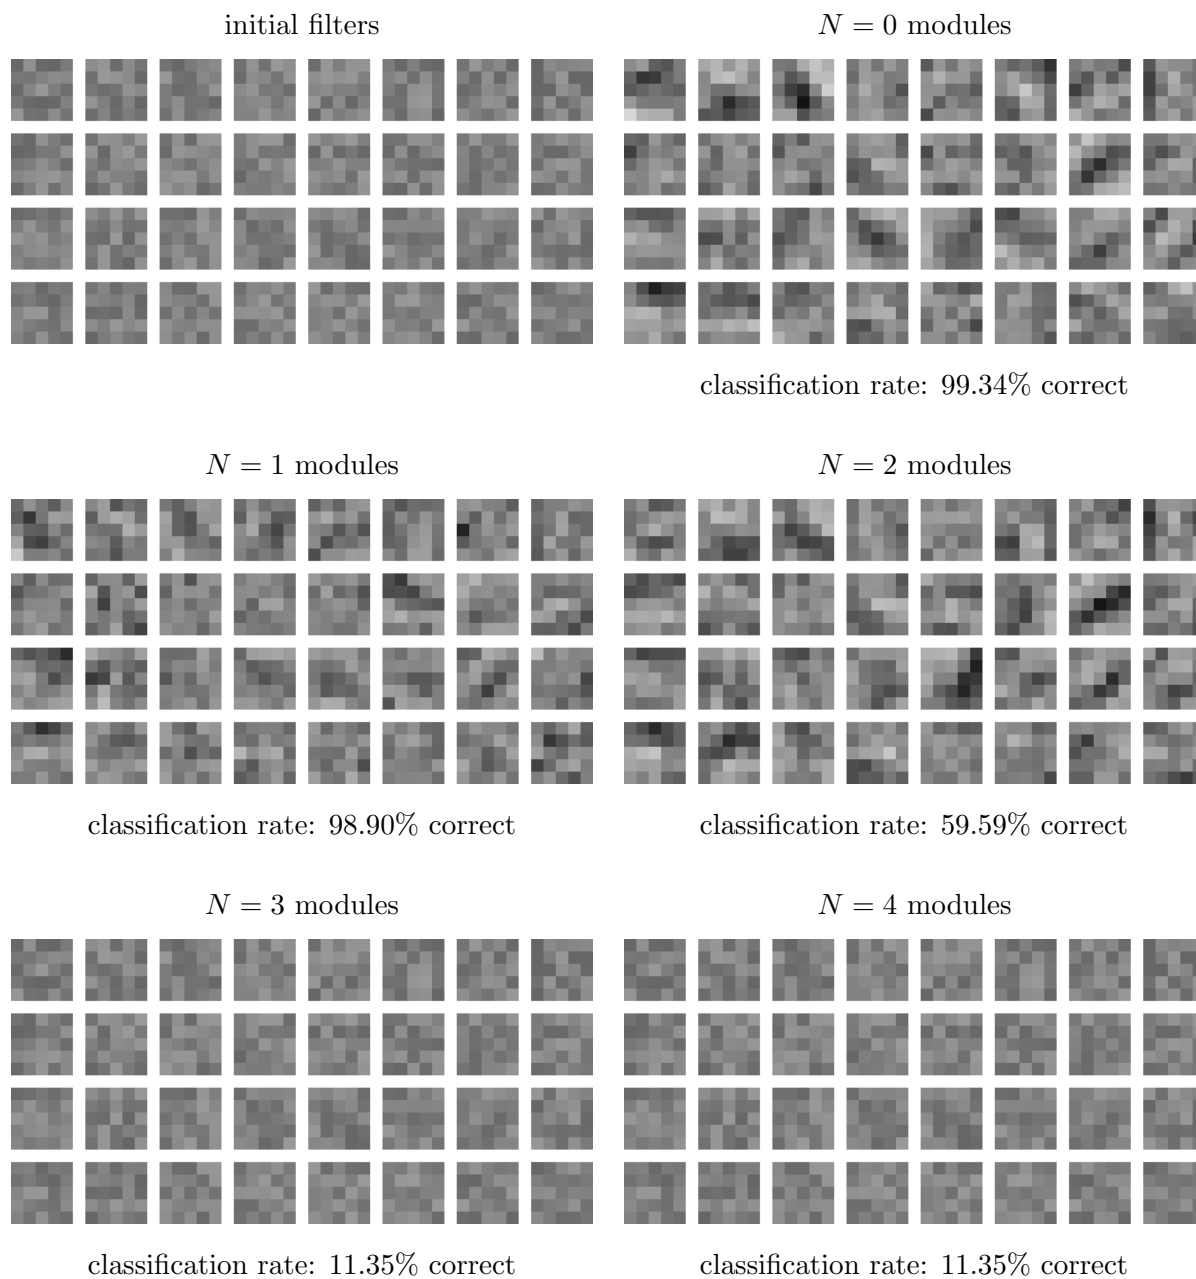 initial filters
N = 0 modules
classification rate: 99.34% correct
N = 1 modules
N = 2 modules
classification rate: 98.90% correct
classification rate: 59.59% correct
N = 3 modules
N = 4 modules
classification rate: 11.35% correct
classification rate: 11.35% correct